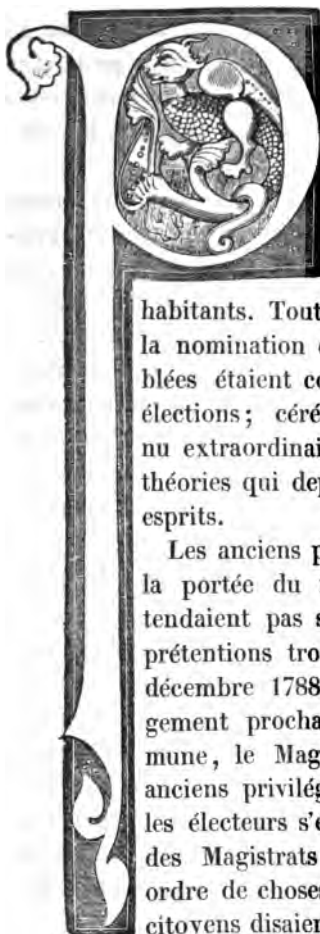 P
habitants. Tout
la nomination
blées étaient co
élections; céré
nu extraordinai
théories qui dep
esprits.
Les anciens p
la portée du
tendaient pas s
prétentions tro
décembre 1788
gement procha
mune, le Mag
anciens privilég
les électeurs s'e
des Magistrats
ordre de choses
citoyens disaien